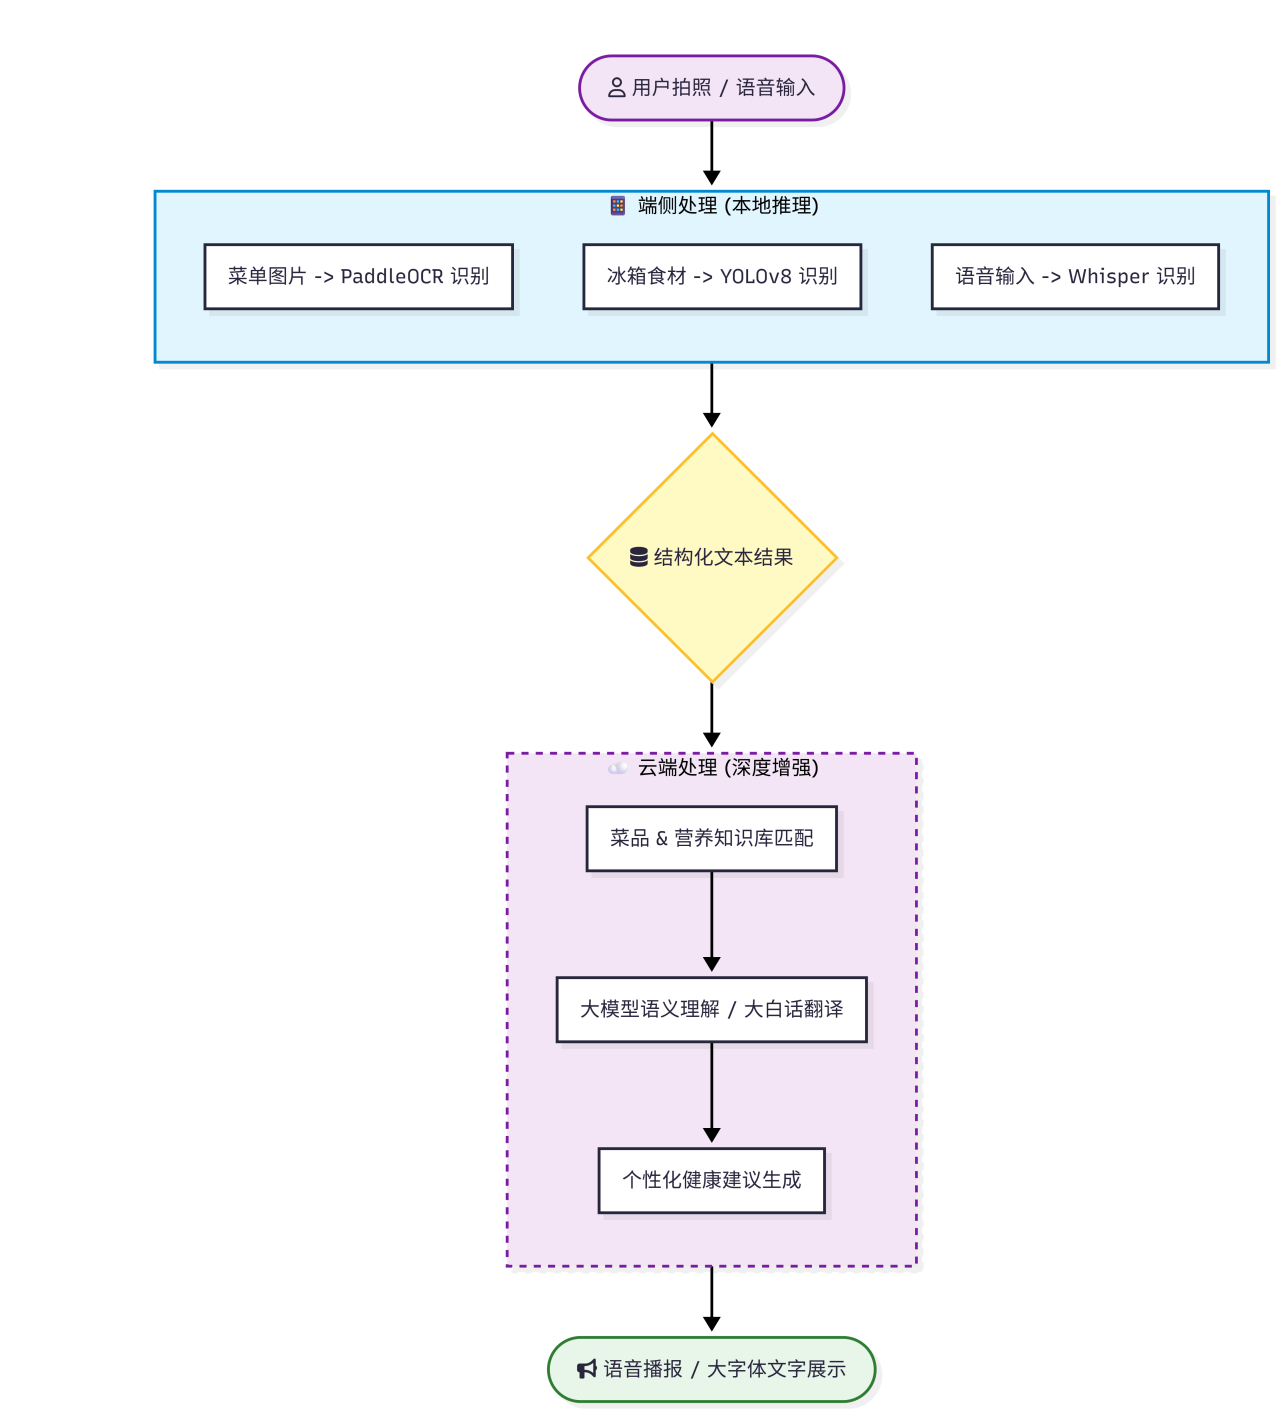 用户拍照 / 语音输入
端侧处理 (本地推理)
菜单图片 -> PaddleOCR 识别
冰箱食材 -> YOLOv8 识别
语音输入 -> Whisper 识别
结构化文本结果
云端处理 (深度增强)
菜品 & 营养知识库匹配
大模型语义理解 / 大白话翻译
个性化健康建议生成
语音播报 / 大字体文字展示